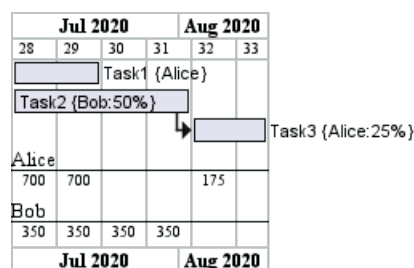 Jul 2020 Aug 2020
28 29 30 31 32 33
Task1 {Alice}
Task2 {Bob:50%}
Task3 {Alice:25%}
Alice
700 700 175
Bob
350 350 350 350
Jul 2020 Aug 2020